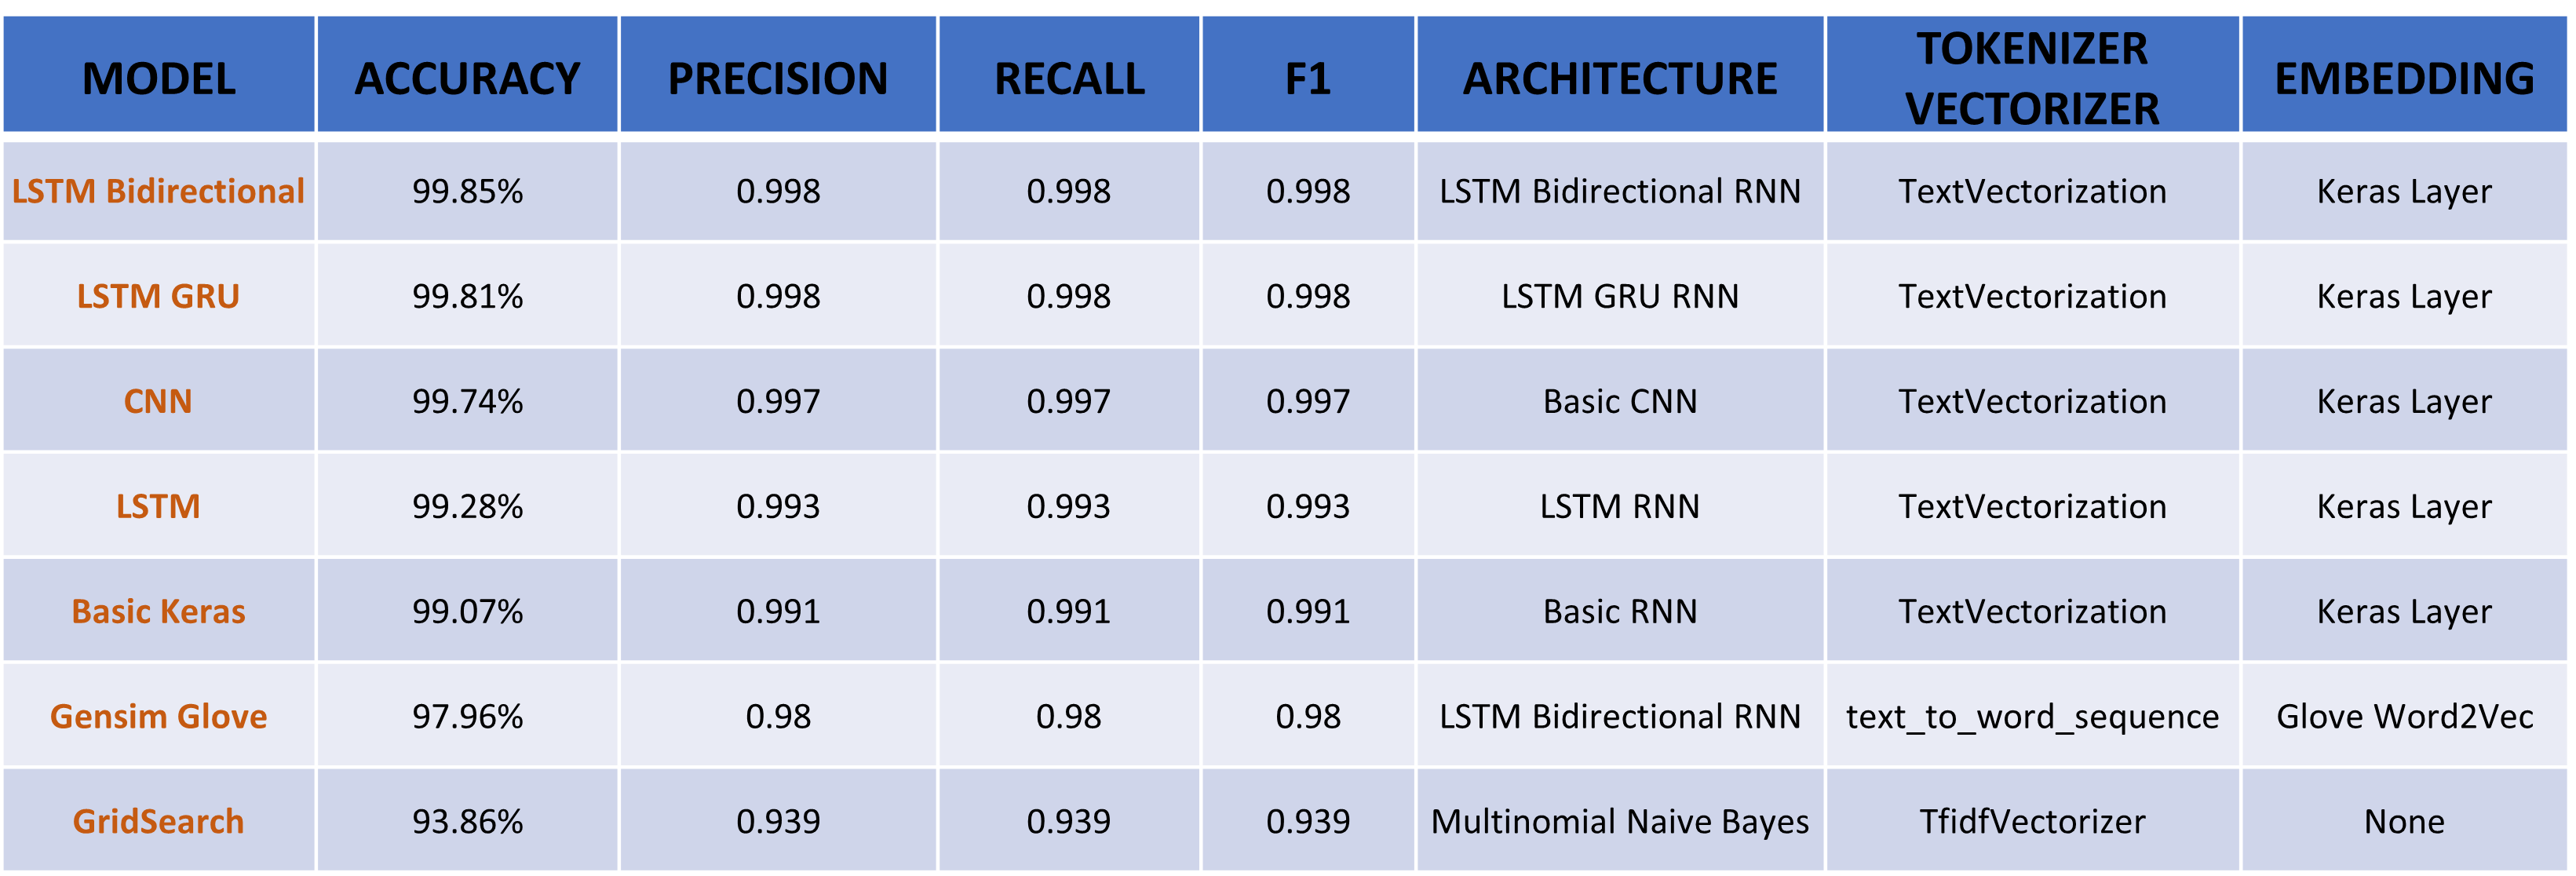 MODEL ACCURACY PRECISION RECALL F1 ARCHITECTURE TOKENIZER VECTORIZER EMBEDDING
LSTM Bidirectional 99.85% 0.998 0.998 0.998 LSTM Bidirectional RNN TextVectorization Keras Layer
LSTM GRU 99.81% 0.998 0.998 0.998 LSTM GRU RNN TextVectorization Keras Layer
CNN 99.74% 0.997 0.997 0.997 Basic CNN TextVectorization Keras Layer
LSTM 99.28% 0.993 0.993 0.993 LSTM RNN TextVectorization Keras Layer
Basic Keras 99.07% 0.991 0.991 0.991 Basic RNN TextVectorization Keras Layer
Gensim Glove 97.96% 0.98 0.98 0.98 LSTM Bidirectional RNN text_to_word_sequence Glove Word2Vec
GridSearch 93.86% 0.939 0.939 0.939 Multinomial Naive Bayes TfidfVectorizer None